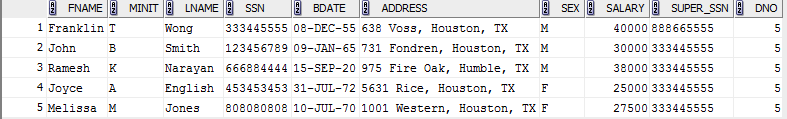 FNAME MINIT LNAME SSN BDATE ADDRESS SEX SALARY SUPER_SSN DNO
1 Franklin T Wong 333445555 08-DEC-55 638 Voss, Houston, TX M 40000 888665555 5
2 John B Smith 123456789 09-JAN-65 731 Fondren, Houston, TX M 30000 333445555 5
3 Ramesh K Narayan 666884444 15-SEP-20 975 Fire Oak, Humble, TX M 38000 333445555 5
4 Joyce A English 453453453 31-JUL-72 5631 Rice, Houston, TX F 25000 333445555 5
5 Melissa M Jones 808080808 10-JUL-70 1001 Western, Houston, TX F 27500 333445555 5